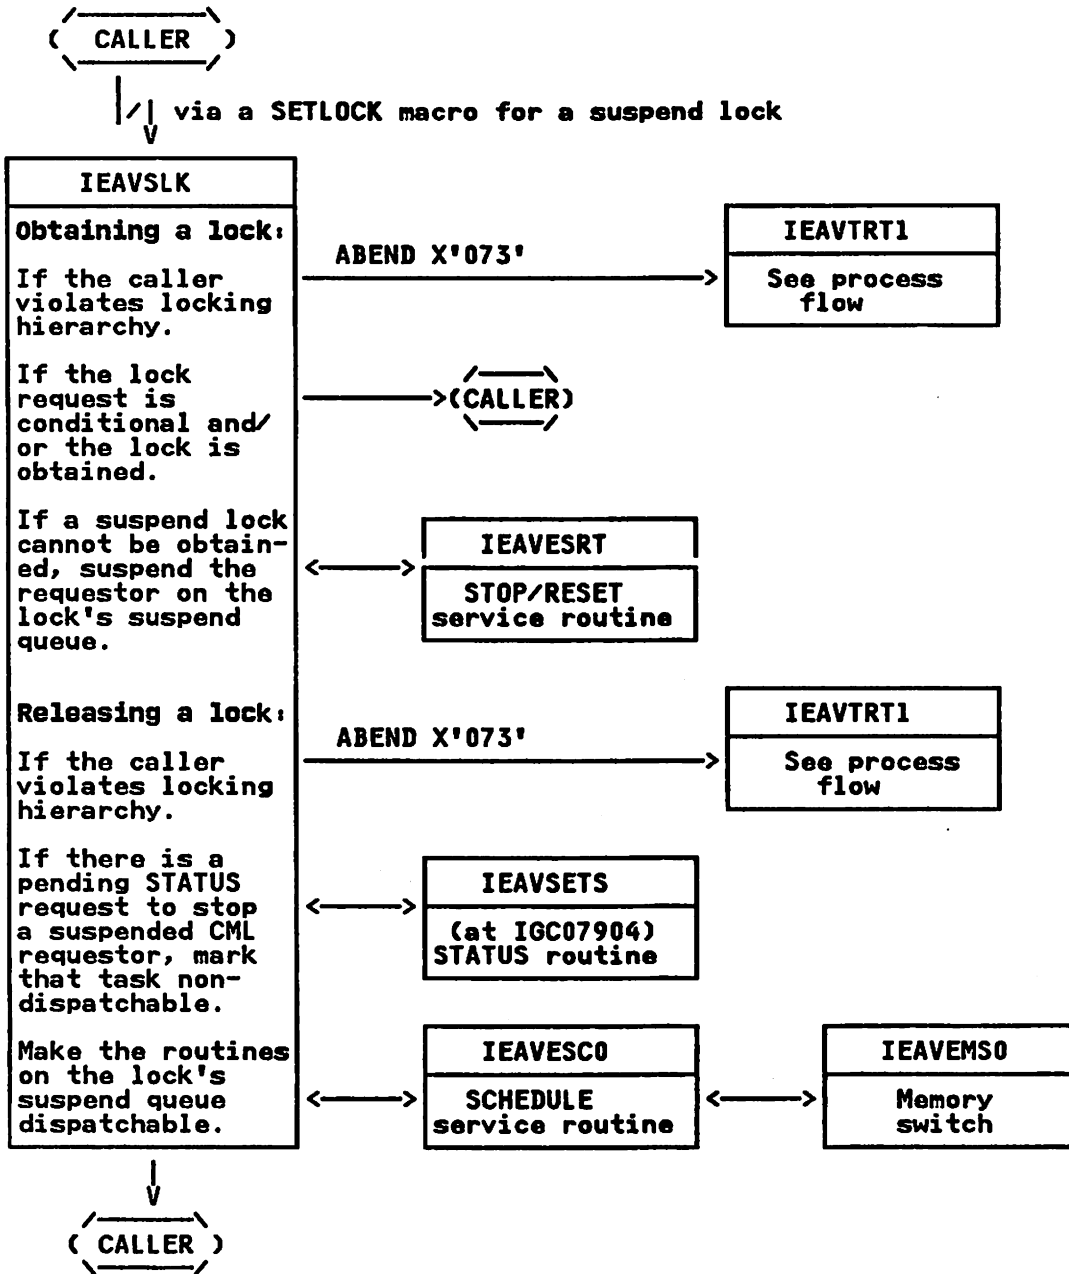 CALLER
via a SETLOCK macro for a suspend lock
IEAVSLK
Obtaining a lock:
If the caller
violates locking
hierarchy.
ABEND X'073'
IEAVTRT1
See process
flow
If the lock
request is
conditional and/
or the lock is
obtained.
(CALLER)
If a suspend lock
cannot be obtain-
ed, suspend the
requestor on the
lock's suspend
queue.
IEAVESRT
STOP/RESET
service routine
Releasing a lock:
If the caller
violates locking
hierarchy.
ABEND X'073'
IEAVTRT1
See process
flow
If there is a
pending STATUS
request to stop
a suspended CML
requestor, mark
that task non-
dispatchable.
IEAVSETS
(at IGC07904)
STATUS routine
Make the routines
on the lock's
suspend queue
dispatchable.
IEAVESC0
SCHEDULE
service routine
IEAVEMS0
Memory
switch
( CALLER )